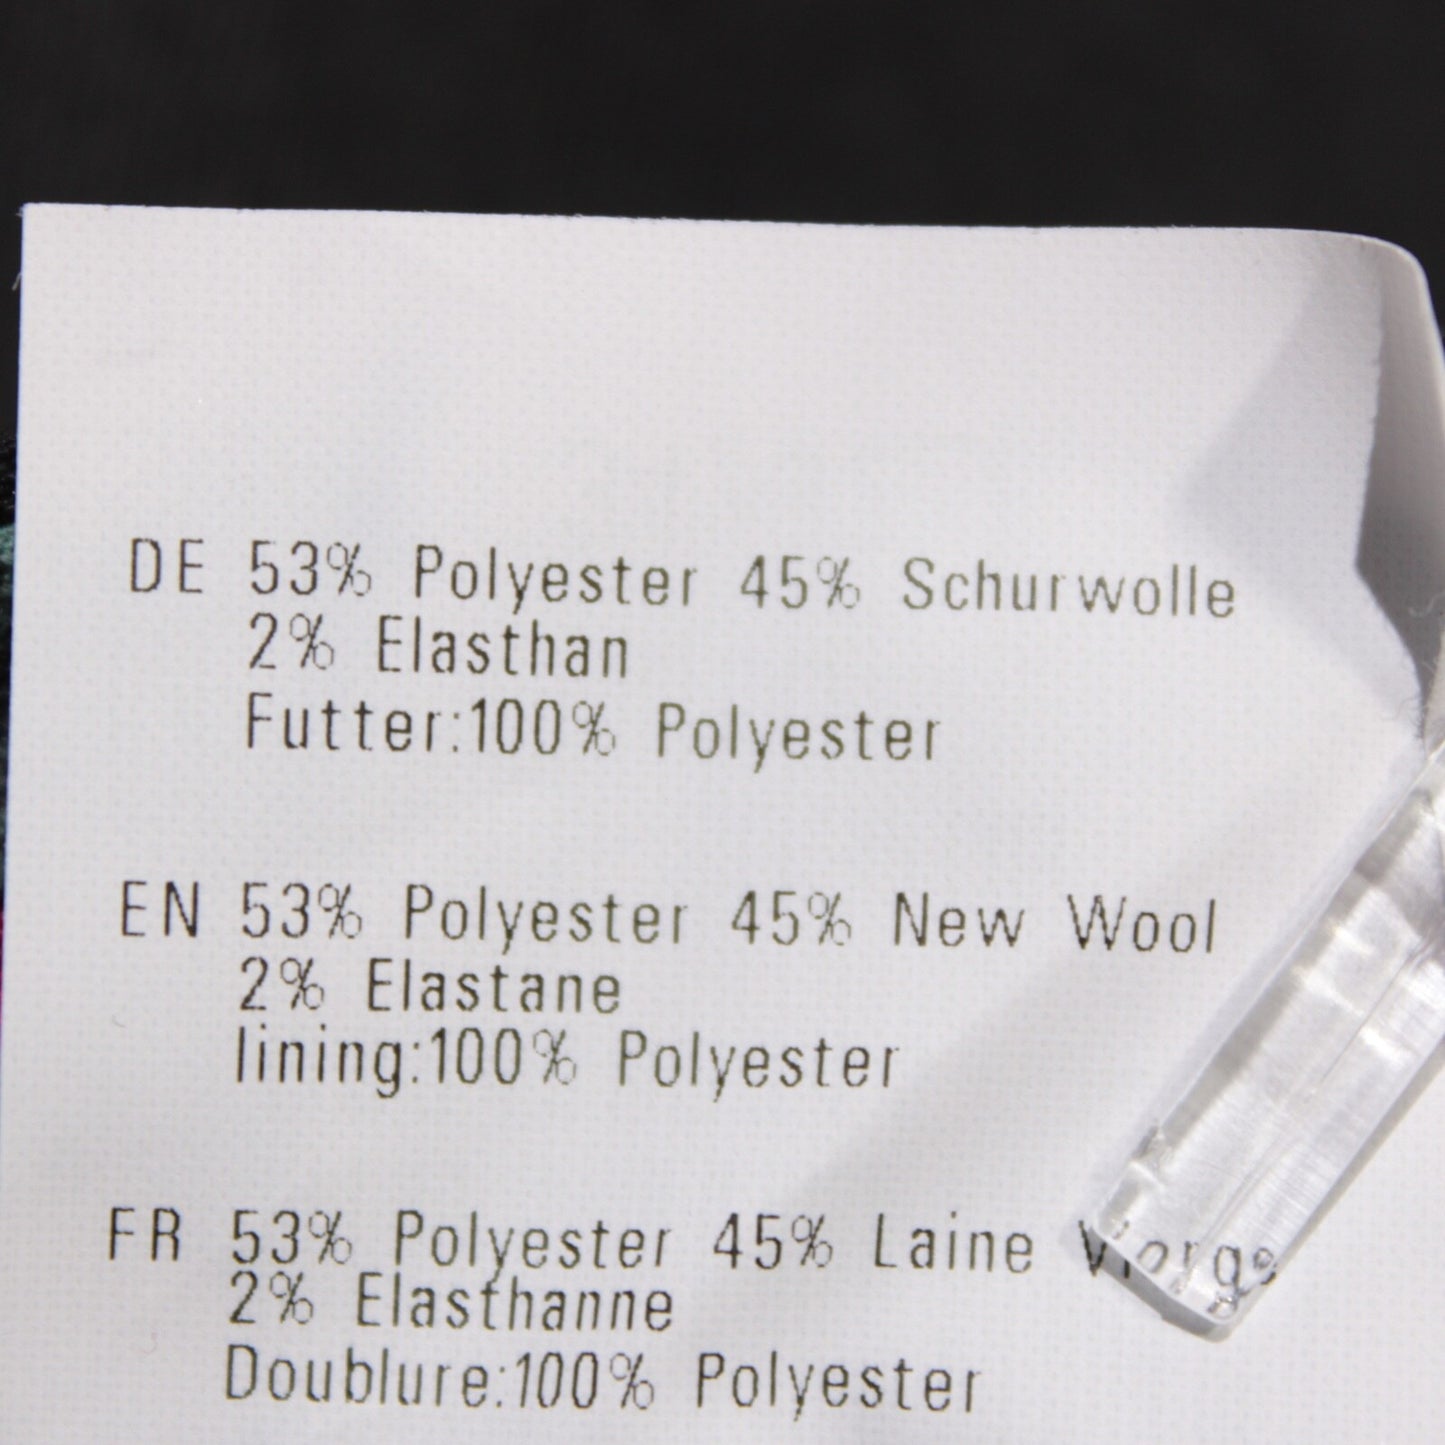 DE 53% Polyester 45% Schurwolle
2% Elasthan
Futter:100% Polyester
EN 53% Polyester 45% New Wool
2% Elastane
lining:100% Polyester
FR 53% Polyester 45% Laine Vierge
2% Elasthanne
Doublure:100% Polyester